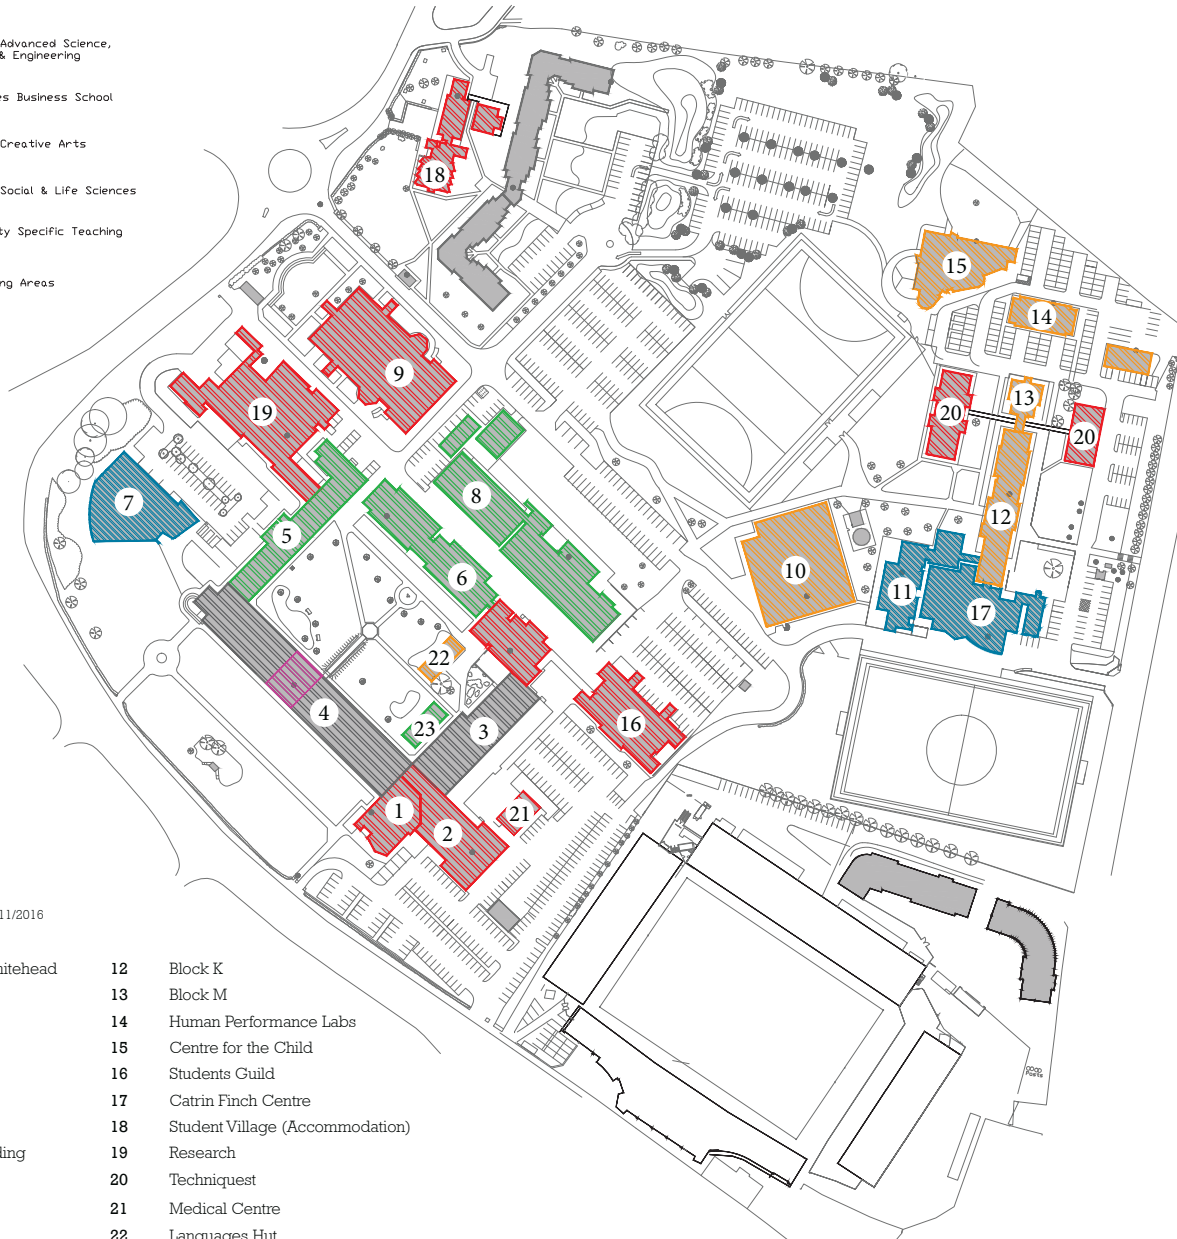 Advanced Science,
& Engineering
es Business School
Creative Arts
Social & Life Sciences
ty Specific Teaching
ng Areas
18
15
14
9
13
19
20
20
7
8
12
5
6
10
11
17
22
4
3
16
23
1
2
21
11/2016
hitehead
12 Block K
13 Block M
14 Human Performance Labs
15 Centre for the Child
16 Students Guild
17 Catrin Finch Centre
18 Student Village (Accommodation)
ding
19 Research
20 Techniquest
21 Medical Centre
22 Languages Hut